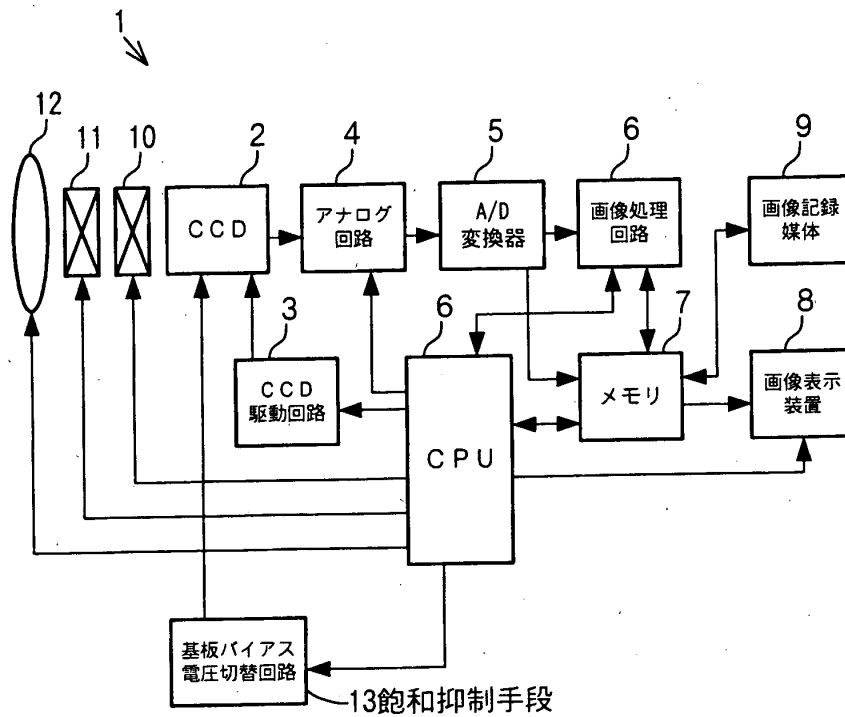 1
12
11
10
2
4
5
6
9
CCD
アナログ
回路
A/D
変換器
画像処理
回路
画像記録
媒体
3
6
7
8
CCD
駆動回路
CPU
メモリ
画像表示
装置
基板バイアス
電圧切替回路
13飽和抑制手段